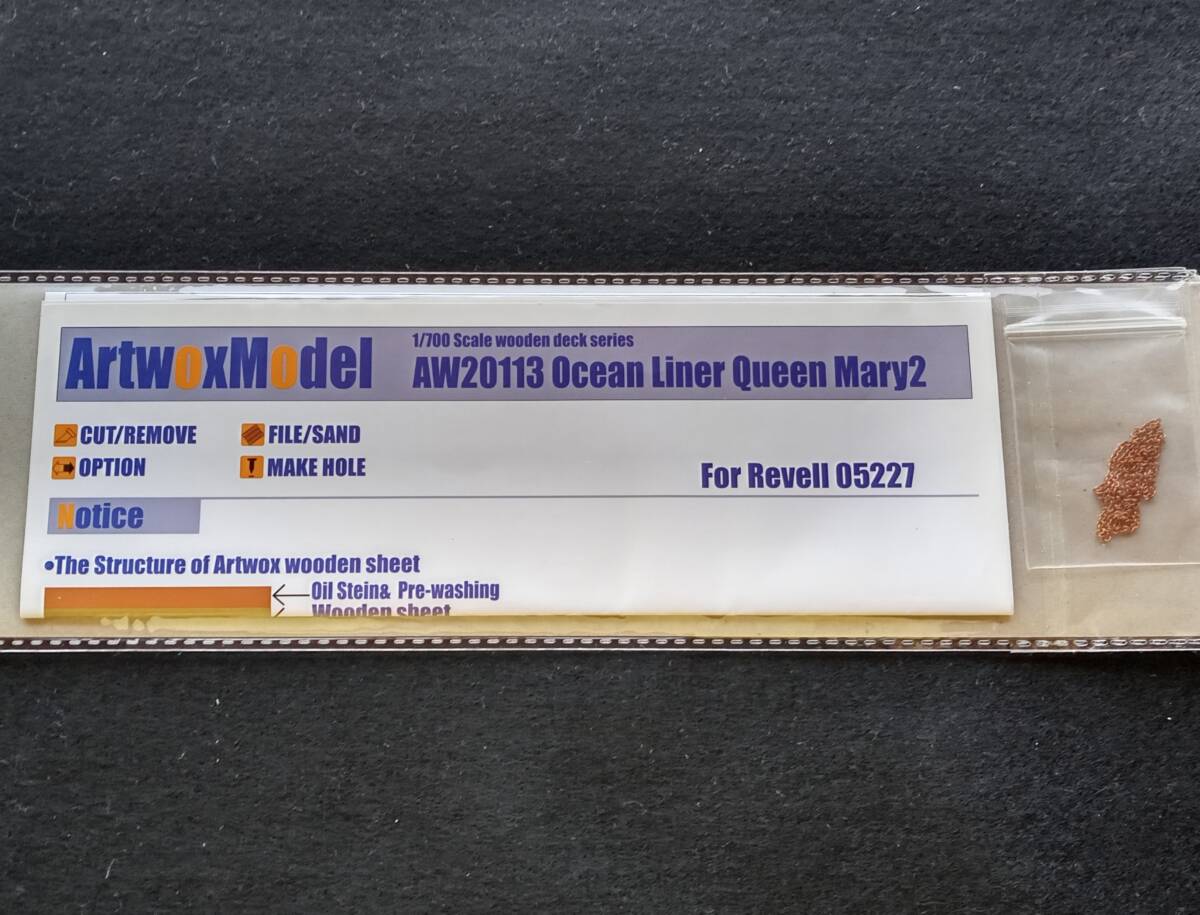 ArtwoxModel
1/700 Scale wooden deck series
AW20113 Ocean Liner Queen Mary2
CUT/REMOVE
FILE/SAND
OPTION
MAKE HOLE
For Revell 05227
Notice
•The Structure of Artwox wooden sheet
Oil Stein& Pre-washing
Wooden sheet